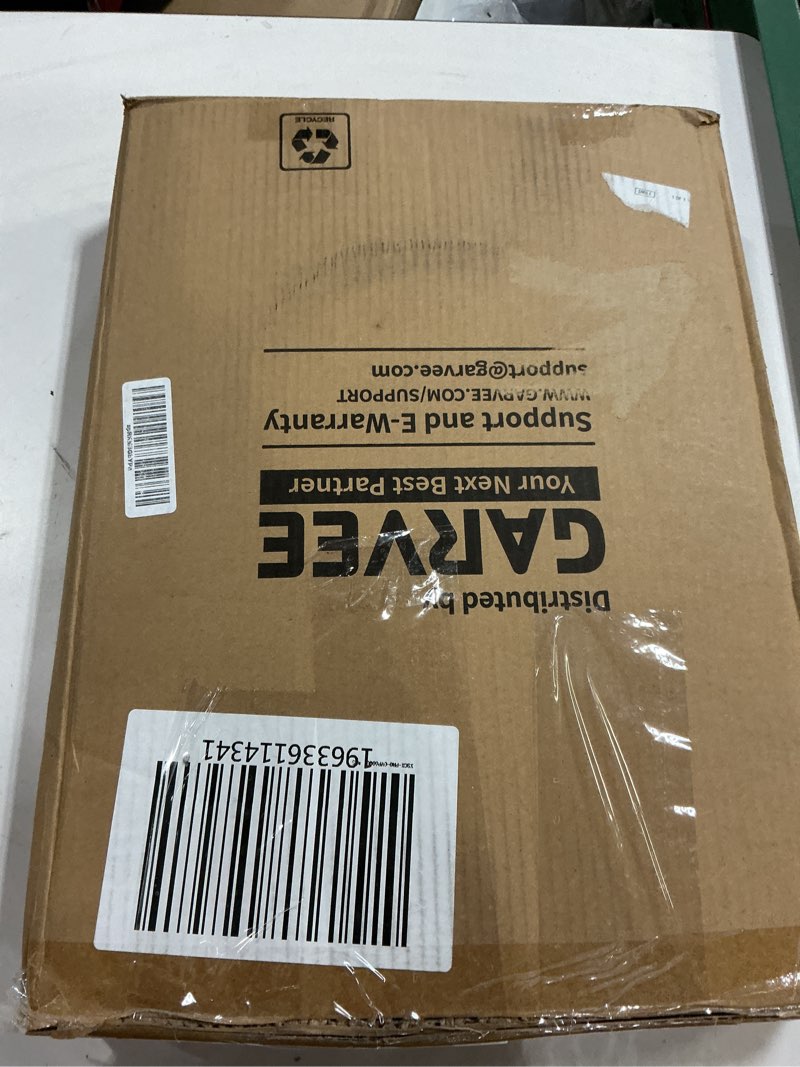 Distributed by
GARVEE
Your Next Best Partner
Support and E-Warranty
WWW.GARVEE.COM/SUPPORT
support@garvee.com
RECYCLE
196336114341